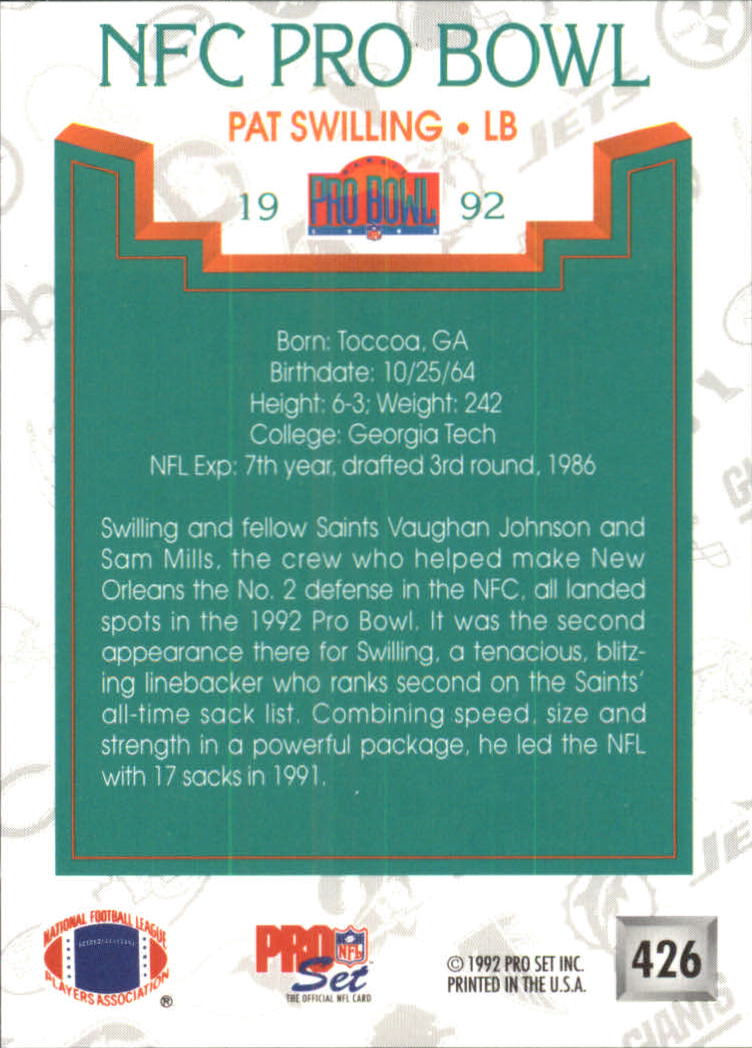 NFC PRO BOWL
PAT SWILLING • LB
19 PRO BOWL 92
Born: Toccoa, GA
Birthdate: 10/25/64
Height: 6-3; Weight: 242
College: Georgia Tech
NFL Exp: 7th year, drafted 3rd round, 1986
Swilling and fellow Saints Vaughan Johnson and
Sam Mills, the crew who helped make New
Orleans the No. 2 defense in the NFC, all landed
spots in the 1992 Pro Bowl. It was the second
appearance there for Swilling, a tenacious, blitz-
ing linebacker who ranks second on the Saints'
all-time sack list. Combining speed, size and
strength in a powerful package, he led the NFL
with 17 sacks in 1991.
NATIONAL FOOTBALL LEAGUE
PLAYERS ASSOCIATION ®
PRO NFL
Set
THE OFFICIAL NFL CARD
© 1992 PRO SET INC.
PRINTED IN THE U.S.A.
426
JETS
GIANTS